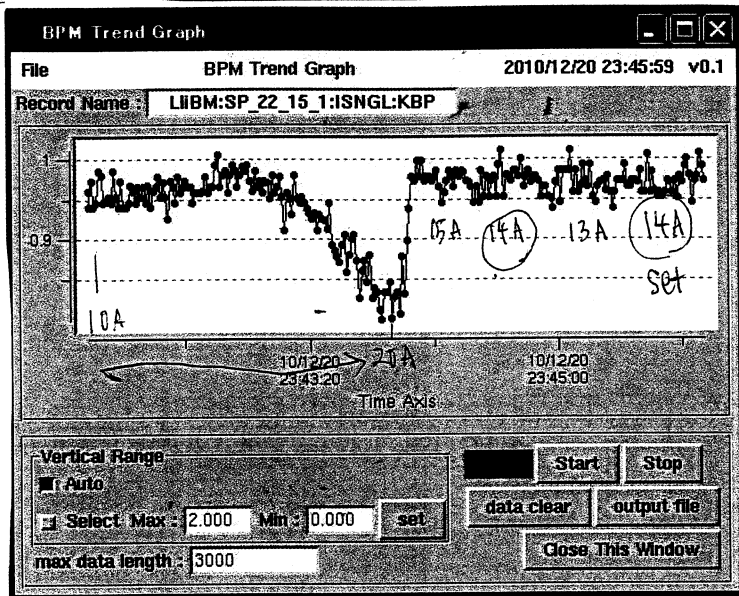 BPM Trend Graph
File BPM Trend Graph 2010/12/20 23:45:59 v0.1
Record Name : LIiBM:SP_22_15_1:ISNGL:KBP
1
0.9
15A 14A 13A 14A
set
10A
20A
10/12/20 10/12/20
23:43:20 23:45:00
Time Axis
Vertical Range
Auto
Select Max : 2.000 Min : 0.000 set
max data length : 3000
Start Stop
data clear output file
Close This Window